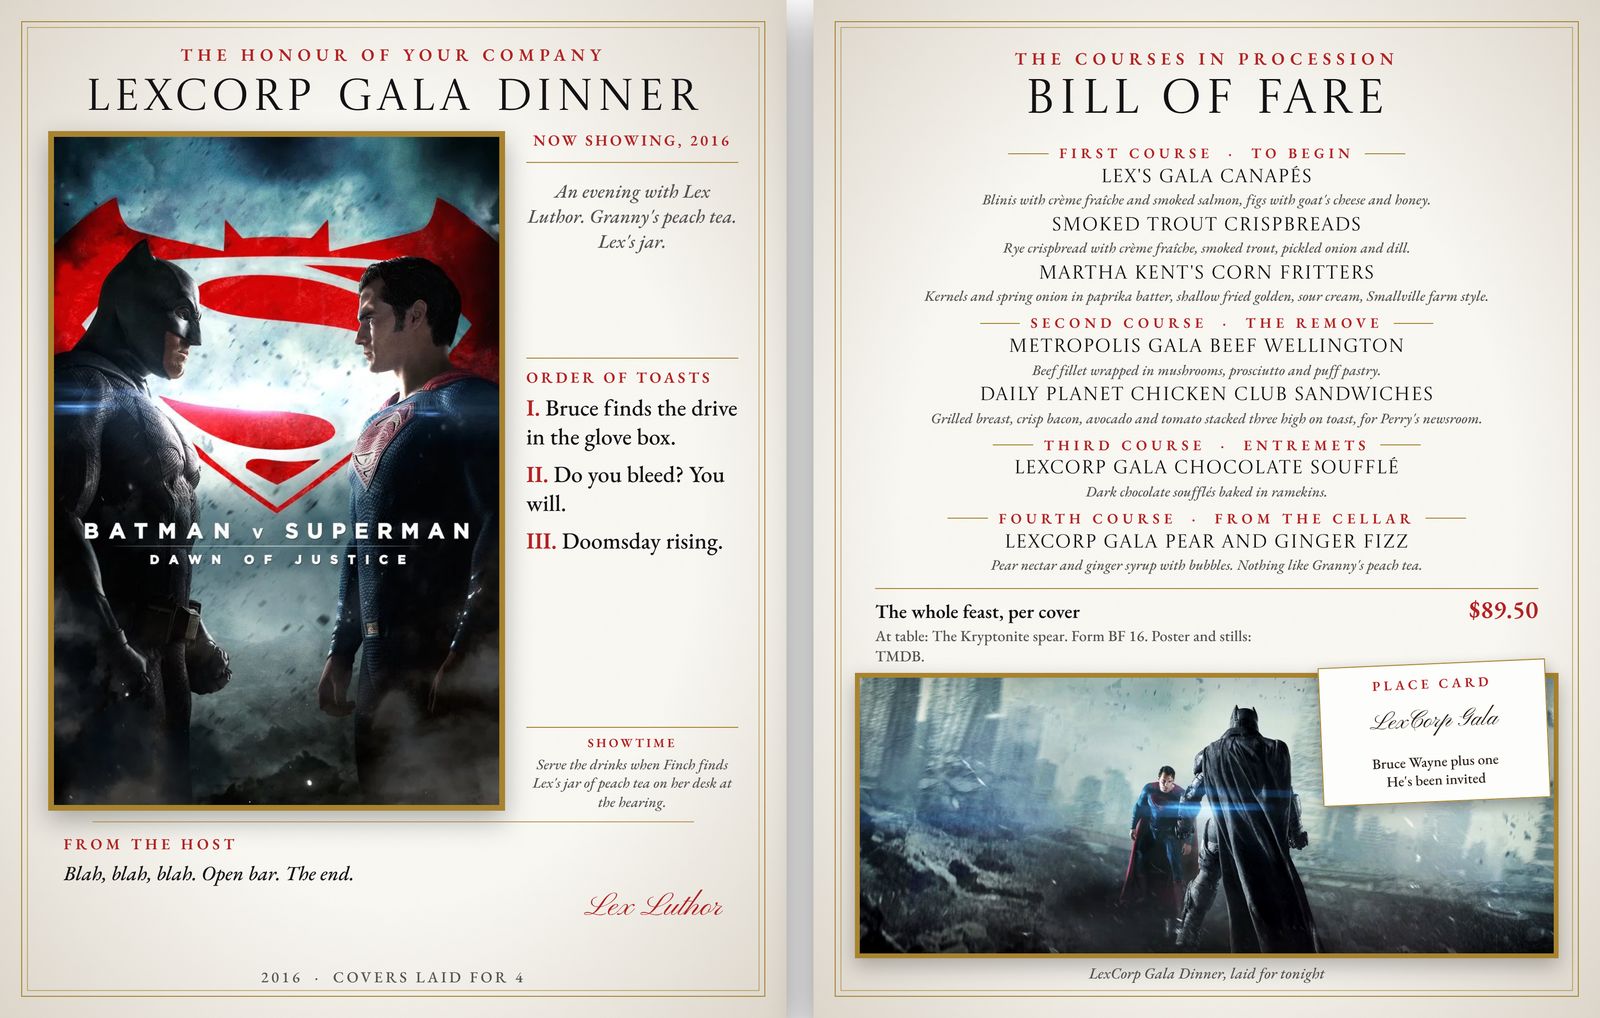 THE HONOUR OF YOUR COMPANY
LEXCORP GALA DINNER
NOW SHOWING, 2016
An evening with Lex
Luthor. Granny's peach tea.
Lex's jar.
BATMAN v SUPERMAN
DAWN OF JUSTICE
ORDER OF TOASTS
I. Bruce finds the drive
in the glove box.
II. Do you bleed? You
will.
III. Doomsday rising.
SHOWTIME
Serve the drinks when Finch finds
Lex's jar of peach tea on her desk at
the hearing.
FROM THE HOST
Blah, blah, blah. Open bar. The end.
Lex Luthor
2016 · COVERS LAID FOR 4
THE COURSES IN PROCESSION
BILL OF FARE
FIRST COURSE · TO BEGIN
LEX'S GALA CANAPÉS
Blinis with crème fraîche and smoked salmon, figs with goat's cheese and honey.
SMOKED TROUT CRISPBREADS
Rye crispbread with crème fraîche, smoked trout, pickled onion and dill.
MARTHA KENT'S CORN FRITTERS
Kernels and spring onion in paprika batter, shallow fried golden, sour cream, Smallville farm style.
SECOND COURSE · THE REMOVE
METROPOLIS GALA BEEF WELLINGTON
Beef fillet wrapped in mushrooms, prosciutto and puff pastry.
DAILY PLANET CHICKEN CLUB SANDWICHES
Grilled breast, crisp bacon, avocado and tomato stacked three high on toast, for Perry's newsroom.
THIRD COURSE · ENTREMETS
LEXCORP GALA CHOCOLATE SOUFFLÉ
Dark chocolate soufflés baked in ramekins.
FOURTH COURSE · FROM THE CELLAR
LEXCORP GALA PEAR AND GINGER FIZZ
Pear nectar and ginger syrup with bubbles. Nothing like Granny's peach tea.
The whole feast, per cover $89.50
At table: The Kryptonite spear. Form BF 16. Poster and stills:
TMDB.
PLACE CARD
LexCorp Gala
Bruce Wayne plus one
He's been invited
LexCorp Gala Dinner, laid for tonight